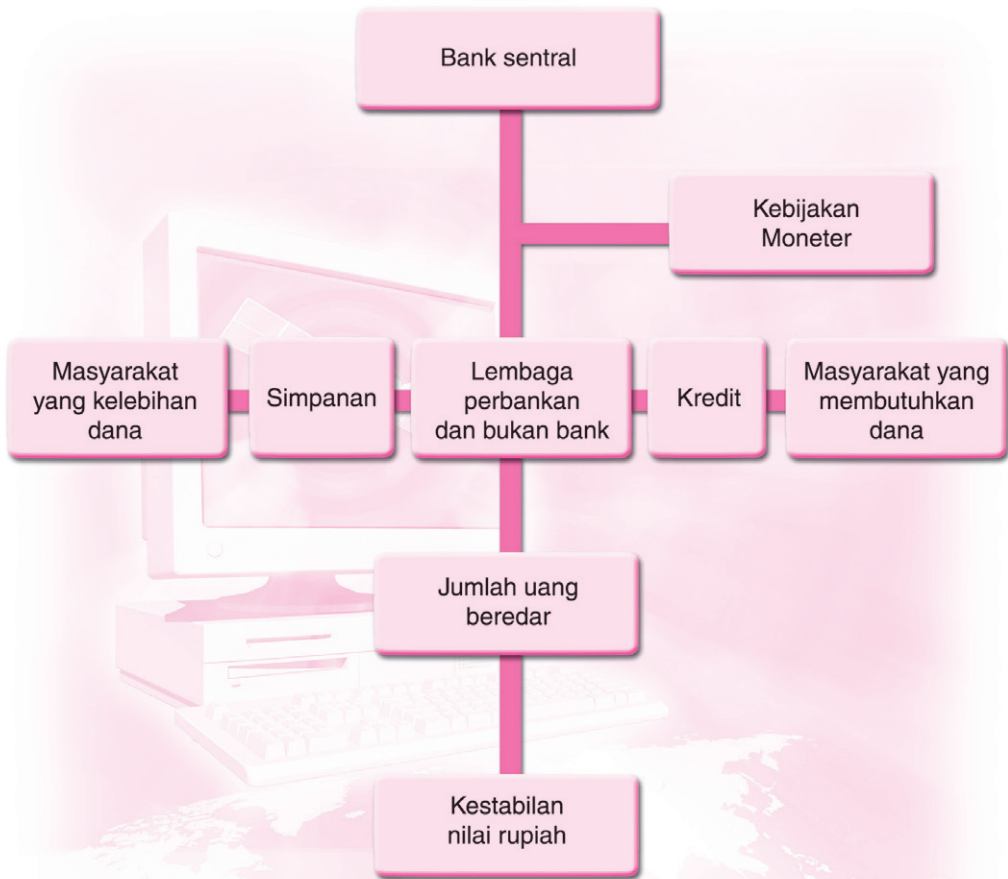 Bank sentral
Kebijakan
Moneter
Masyarakat
yang kelebihan
dana
Simpanan
Lembaga
perbankan
dan bukan bank
Kredit
Masyarakat yang
membutuhkan
dana
Jumlah uang
beredar
Kestabilan
nilai rupiah